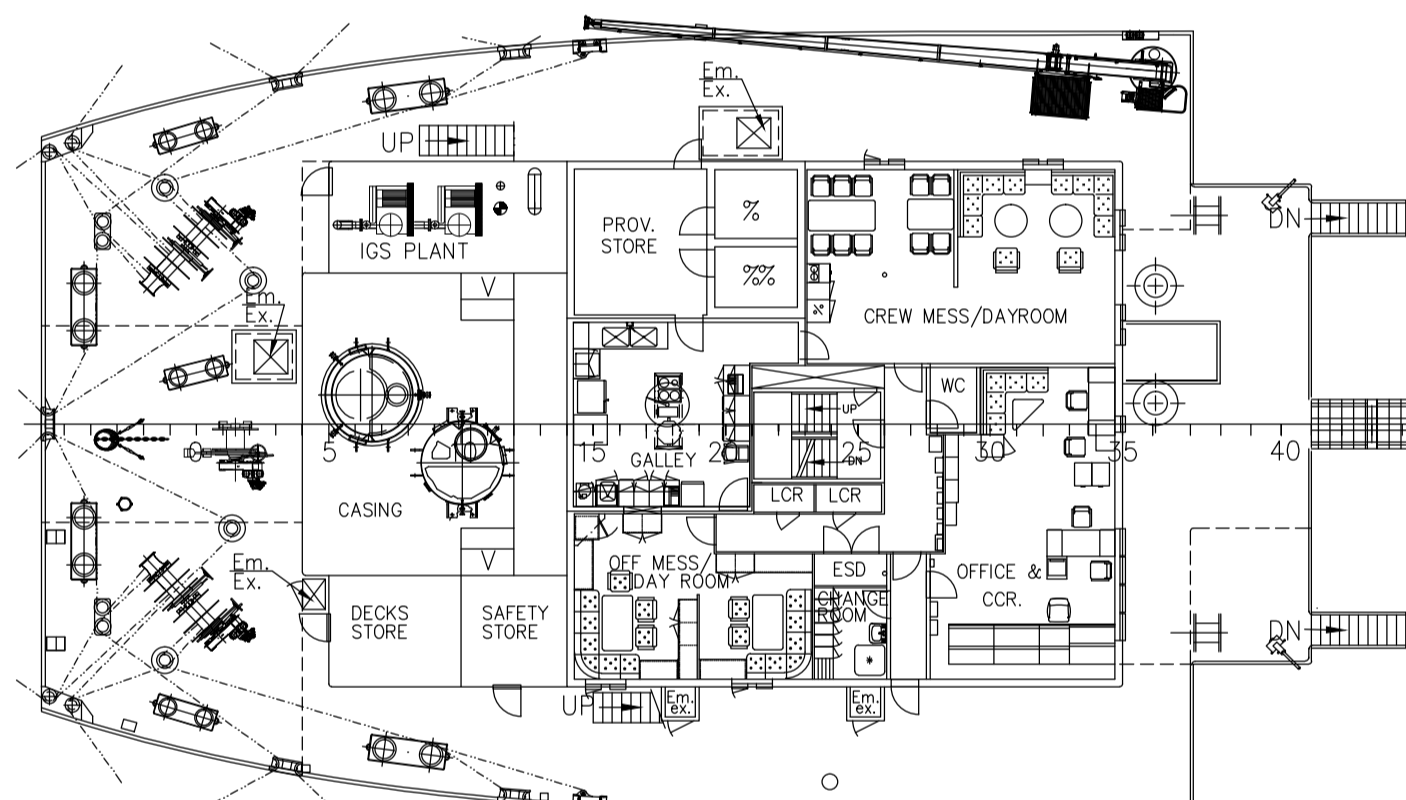 Em.
Ex.
UP
IGS PLANT
PROV.
STORE
%
%%
DN
CREW MESS/DAYROOM
%
V
Em.
Ex.
WC
UP
5
15
20
25
30
35
40
GALLEY
DN
CASING
LCR
LCR
V
Em.
Ex.
OFF MESS/
DAY ROOM
ESD
OFFICE &
CCR.
CHANGE
ROOM
DECKS
STORE
SAFETY
STORE
DN
UP
Em.
ex.
Em.
ex.